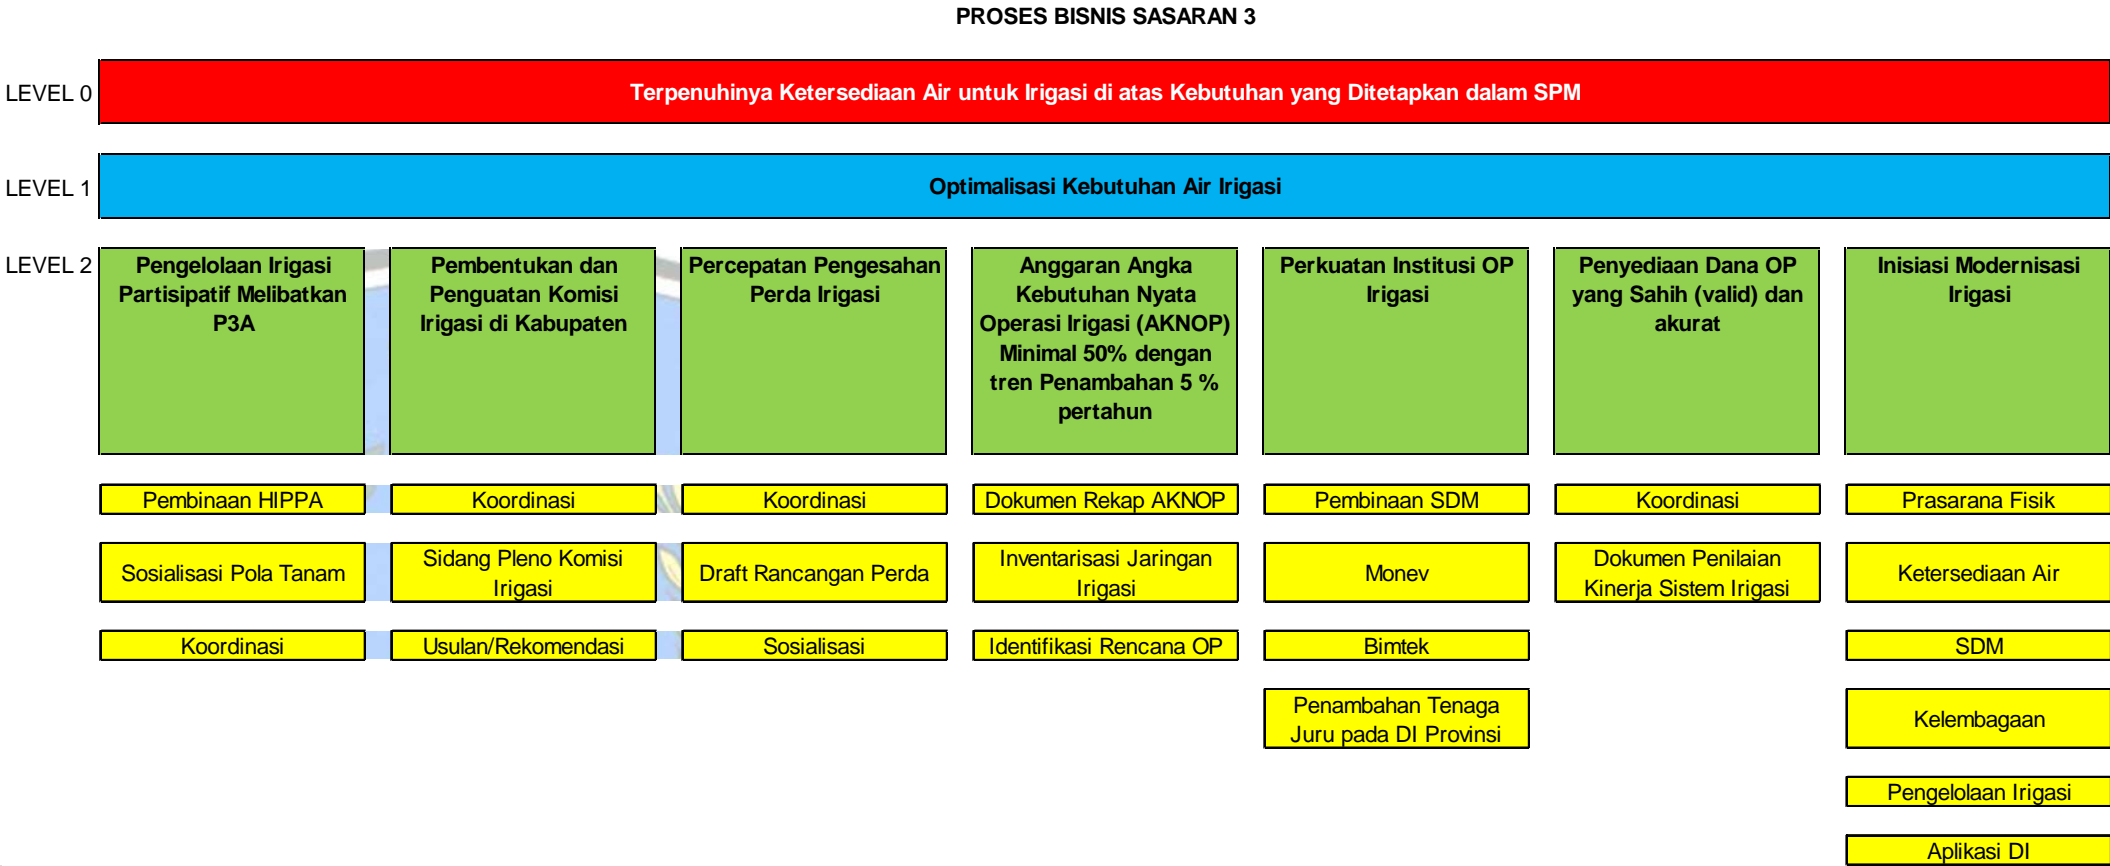 PROSES BISNIS SASARAN 3
LEVEL 0
Terpenuhinya Ketersediaan Air untuk Irigasi di atas Kebutuhan yang Ditetapkan dalam SPM
LEVEL 1
Optimalisasi Kebutuhan Air Irigasi
LEVEL 2
Pengelolaan Irigasi
Partisipatif Melibatkan
P3A
Pembentukan dan
Penguatan Komisi
Irigasi di Kabupaten
Percepatan Pengesahan
Perda Irigasi
Anggaran Angka
Kebutuhan Nyata
Operasi Irigasi (AKNOP)
Minimal 50% dengan
tren Penambahan 5 %
pertahun
Perkuatan Institusi OP
Irigasi
Penyediaan Dana OP
yang Sahih (valid) dan
akurat
Inisiasi Modernisasi
Irigasi
Pembinaan HIPPA
Koordinasi
Koordinasi
Dokumen Rekap AKNOP
Pembinaan SDM
Koordinasi
Prasarana Fisik
Sosialisasi Pola Tanam
Sidang Pleno Komisi
Irigasi
Draft Rancangan Perda
Inventarisasi Jaringan
Irigasi
Monev
Dokumen Penilaian
Kinerja Sistem Irigasi
Ketersediaan Air
Koordinasi
Usulan/Rekomendasi
Sosialisasi
Identifikasi Rencana OP
Bimtek
SDM
Penambahan Tenaga
Juru pada DI Provinsi
Kelembagaan
Pengelolaan Irigasi
Aplikasi DI